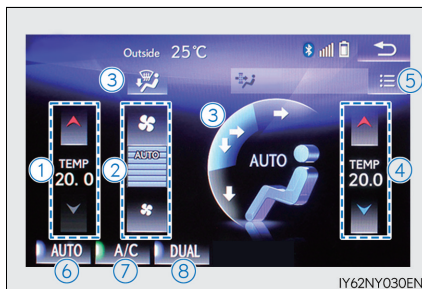 Outside 25℃
3
5
3
AUTO
1
TEMP
20. 0
2
AUTO
TEMP
20.0
4
AUTO
A/C
DUAL
6
7
8
IY62NY030EN